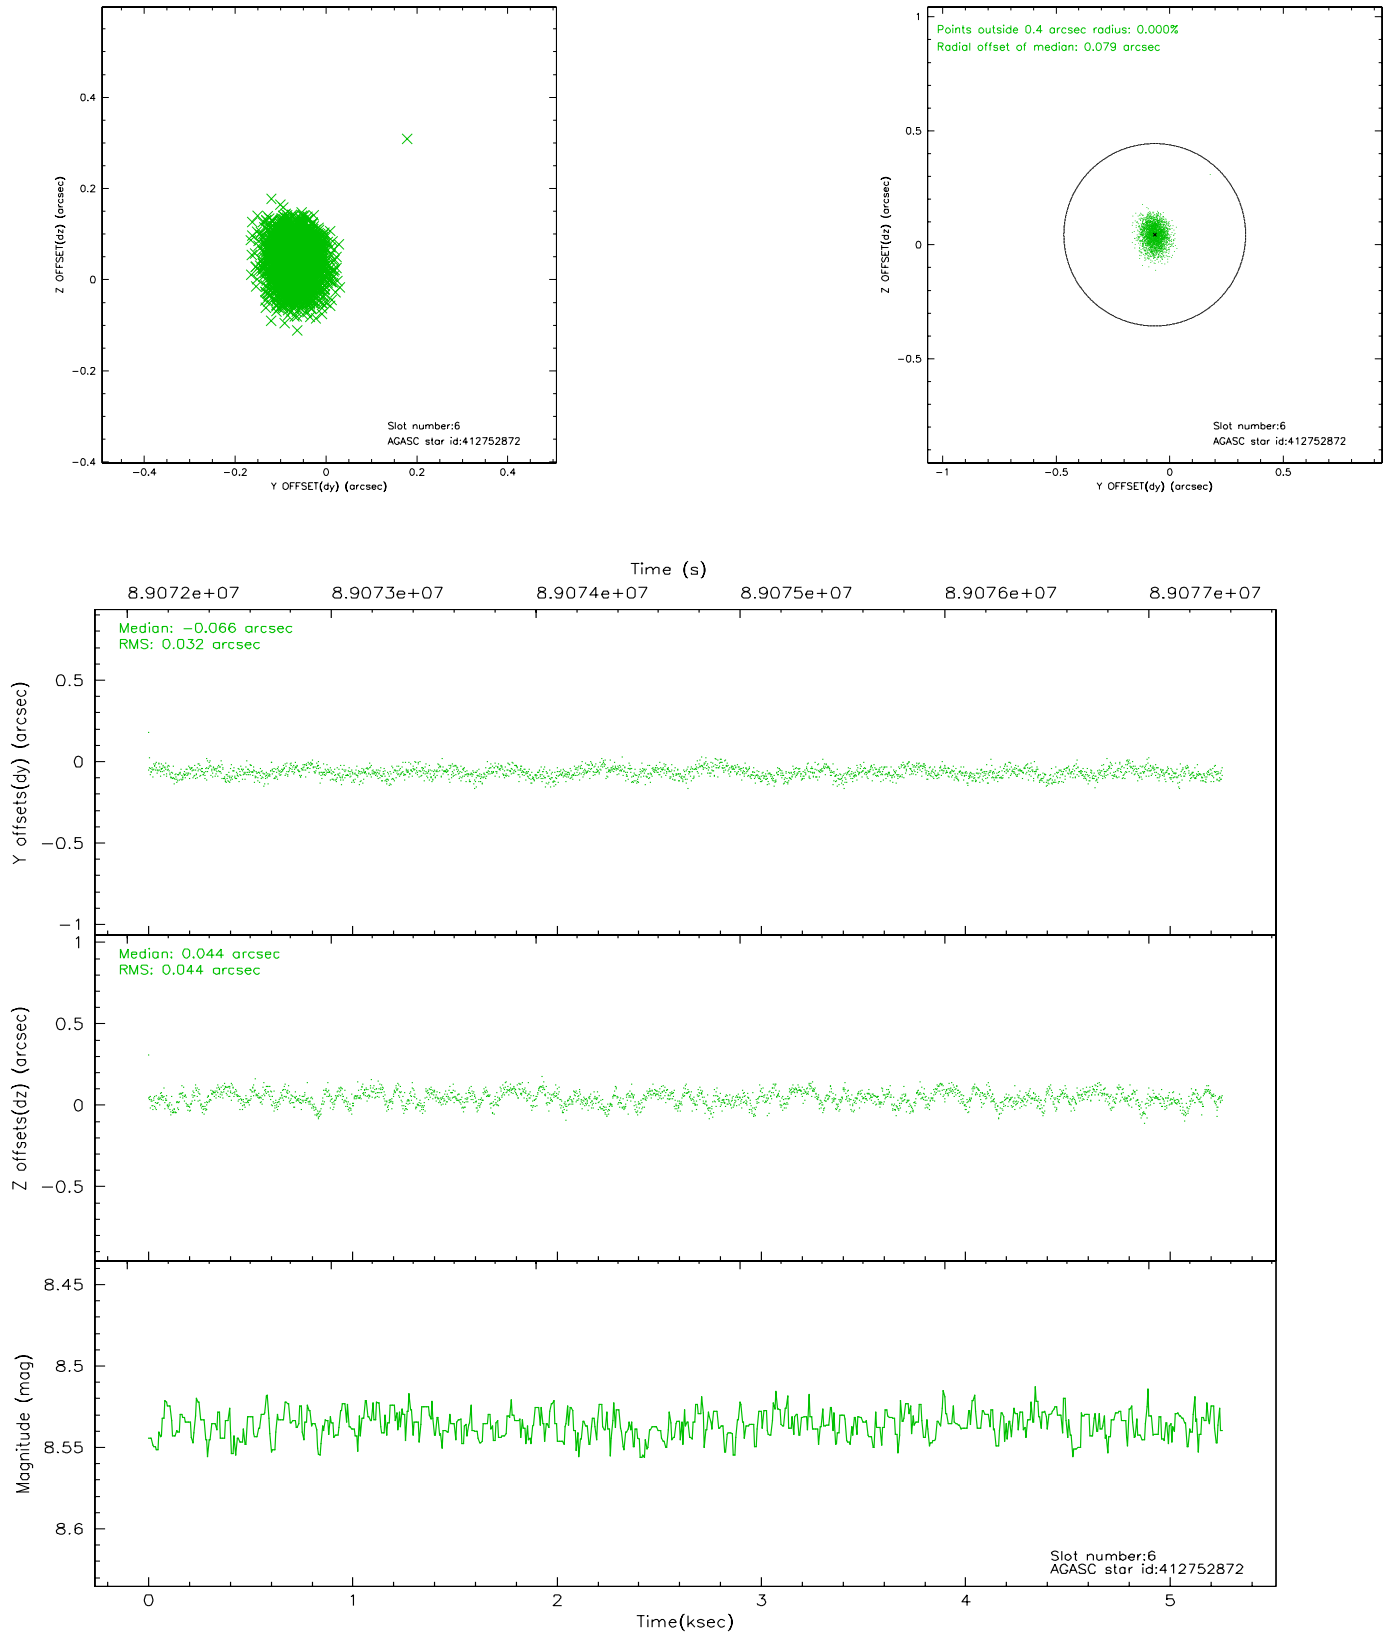 0.4
0.2
0
−0.2
−0.4
−0.4
−0.2
0
0.2
0.4
Z OFFSET(dz) (arcsec)
Y OFFSET(dy) (arcsec)
Slot number:6
AGASC star id:412752872
Points outside 0.4 arcsec radius: 0.000%
Radial offset of median: 0.079 arcsec
1
0.5
0
−0.5
−1
−0.5
0
0.5
Z OFFSET(dz) (arcsec)
Y OFFSET(dy) (arcsec)
Slot number:6
AGASC star id:412752872
Time (s)
8.9072e+07 8.9073e+07 8.9074e+07 8.9075e+07 8.9076e+07 8.9077e+07
Median: −0.066 arcsec
RMS: 0.032 arcsec
0.5
0
−0.5
−1
Y offsets(dy) (arcsec)
Median: 0.044 arcsec
RMS: 0.044 arcsec
1
0.5
0
−0.5
Z offsets(dz) (arcsec)
8.45
8.5
8.55
8.6
Magnitude (mag)
Slot number:6
AGASC star id:412752872
0 1 2 3 4 5
Time(ksec)